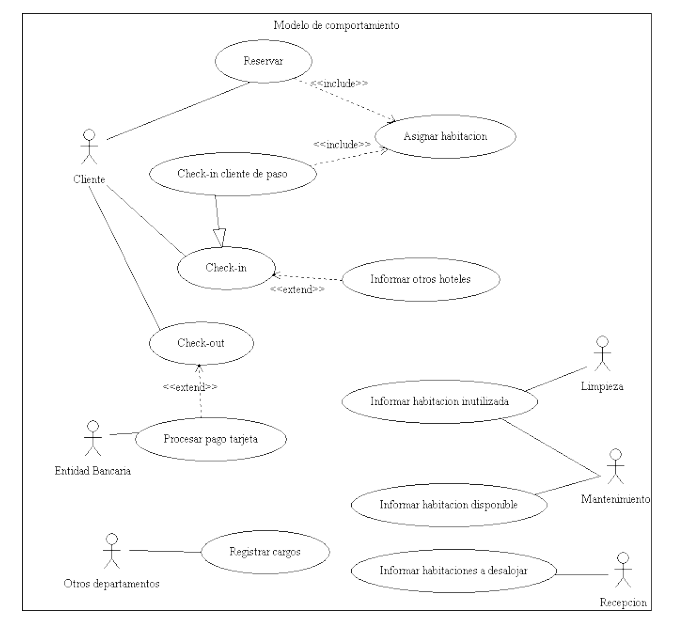 Modelo de comportamiento
Reservar
<<include>>
Asignar habitacion
<<include>>
Cliente
Check-in cliente de paso
Check-in
Informar otros hoteles
<<extend>>
Check-out
<<extend>>
Limpieza
Informar habitacion inutilizada
Procesar pago tarjeta
Entidad Bancaria
Mantenimiento
Informar habitacion disponible
Registrar cargos
Otros departamentos
Informar habitaciones a desalojar
Recepcion